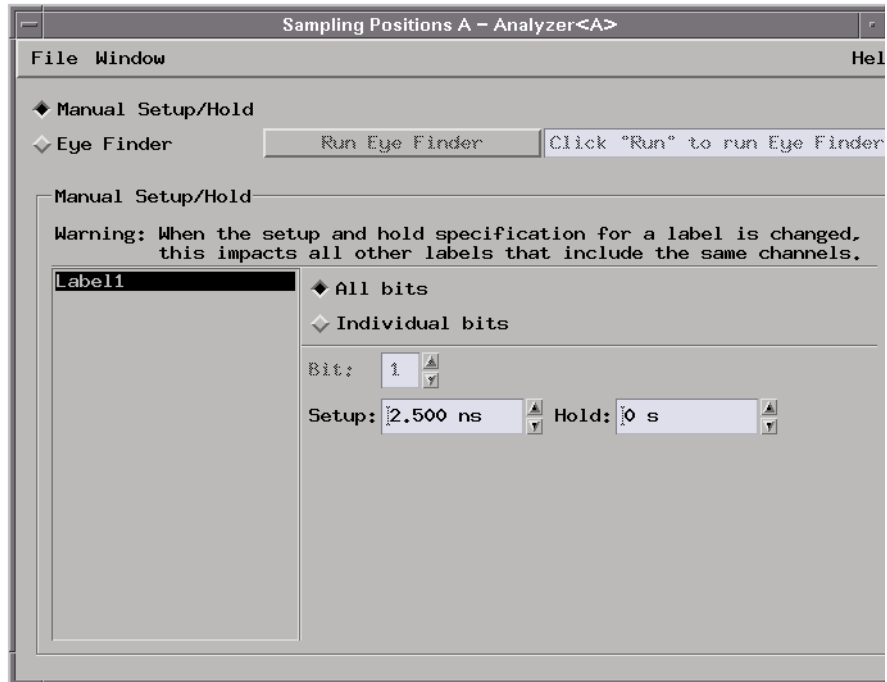 Sampling Positions A – Analyzer<A>
File Window Hel
Manual Setup/Hold
Eye Finder Run Eye Finder Click "Run" to run Eye Finder
Manual Setup/Hold
Warning: When the setup and hold specification for a label is changed,
this impacts all other labels that include the same channels.
Label1
All bits
Individual bits
Bit: 1
Setup: 2.500 ns Hold: 0 s